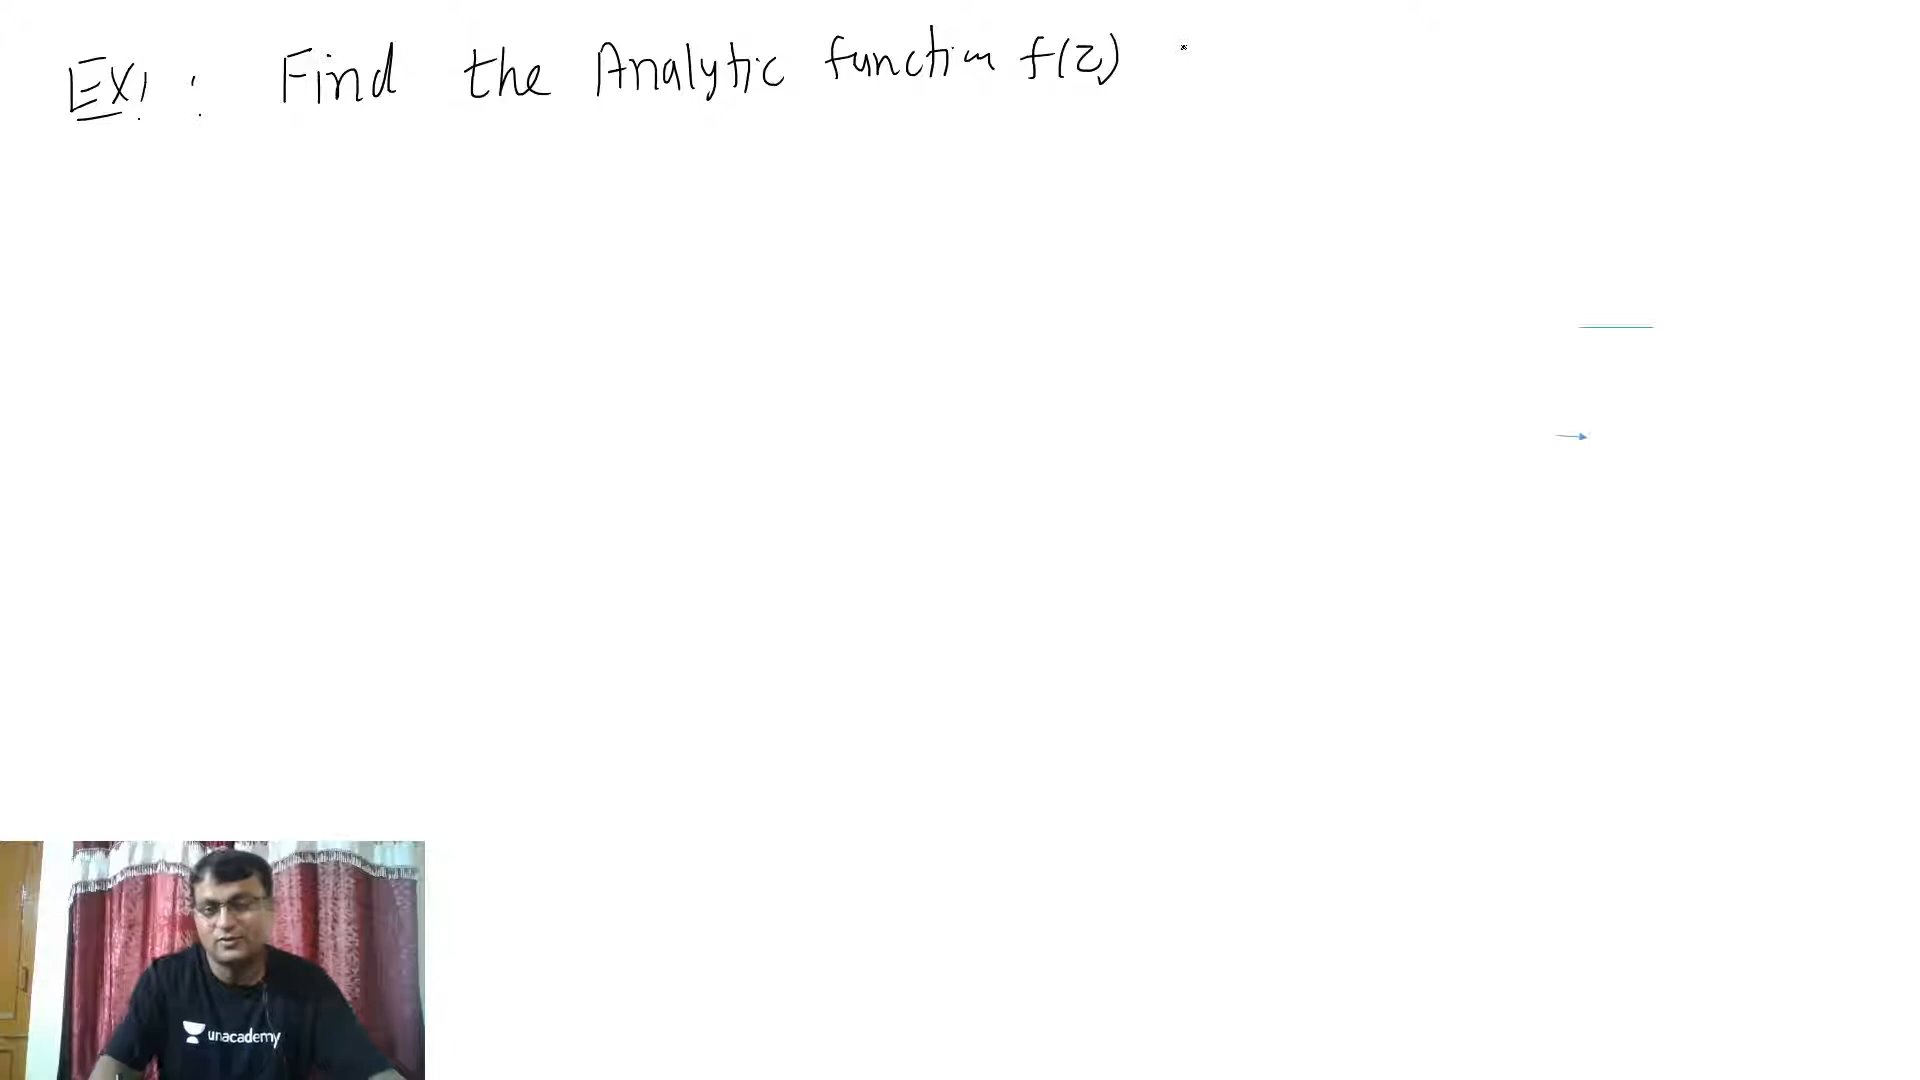 EX1 : Find the Analytic function f(z)
unacademy